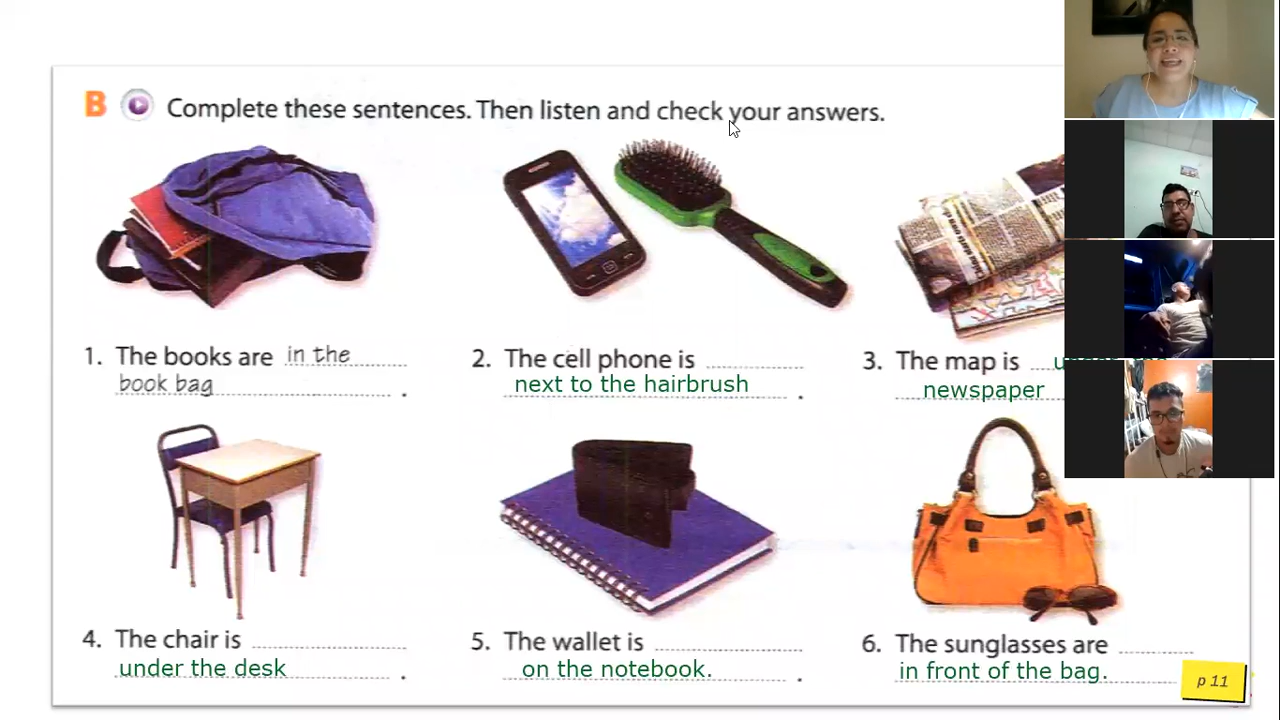 B Complete these sentences. Then listen and check your answers.
1. The books are in the
book bag.
2. The cell phone is
next to the hairbrush.
3. The map is
newspaper
4. The chair is
under the desk.
5. The wallet is
on the notebook..
6. The sunglasses are
in front of the bag.
p 11